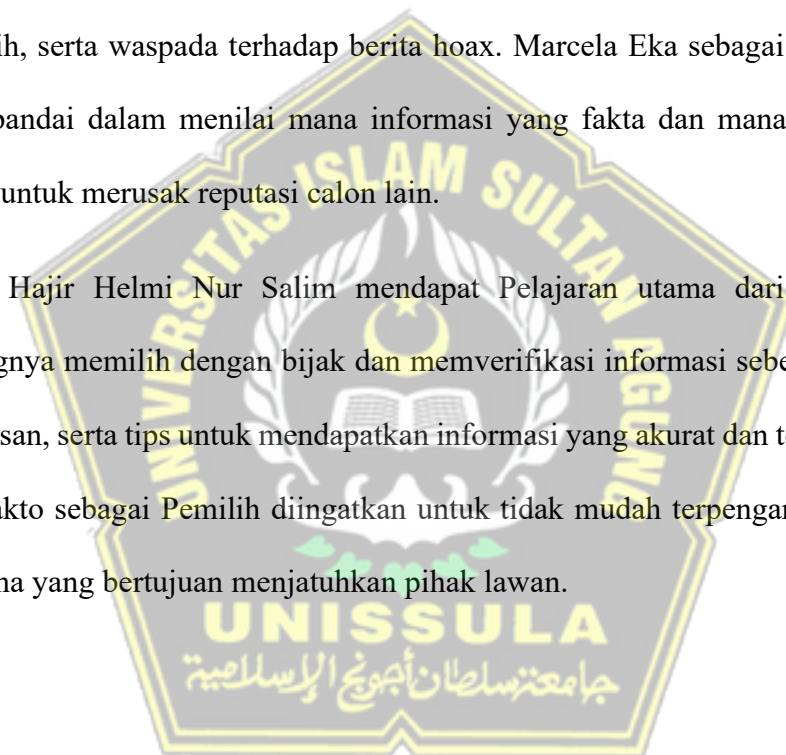 ih, serta waspada terhadap berita hoax. Marcela Eka sebagai
pandai dalam menilai mana informasi yang fakta dan mana
untuk merusak reputasi calon lain.
Hajir Helmi Nur Salim mendapat Pelajaran utama dari
gnya memilih dengan bijak dan memverifikasi informasi sebe
san, serta tips untuk mendapatkan informasi yang akurat dan te
akto sebagai Pemilih diingatkan untuk tidak mudah terpengar
na yang bertujuan menjatuhkan pihak lawan.
UNIVERSITAS ISLAM SULTAN AGUNG
UNISSULA
جامعتسلطان أجونج الإسلامية